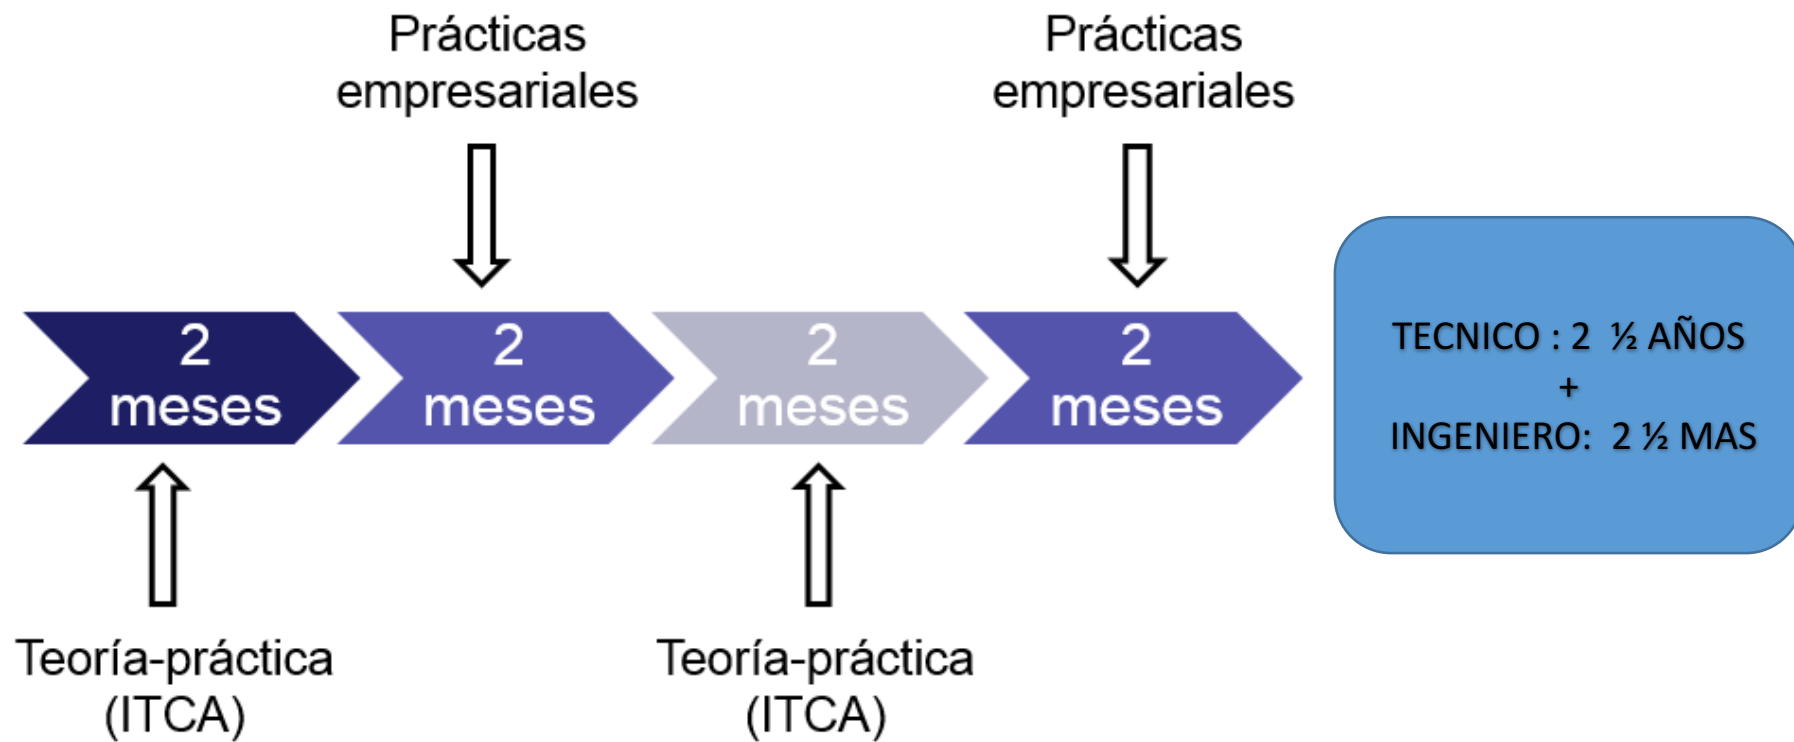 Prácticas
empresariales
Prácticas
empresariales
2
meses
2
meses
2
meses
2
meses
TECNICO : 2 ½ AÑOS
+
INGENIERO: 2 ½ MAS
Teoría-práctica
(ITCA)
Teoría-práctica
(ITCA)